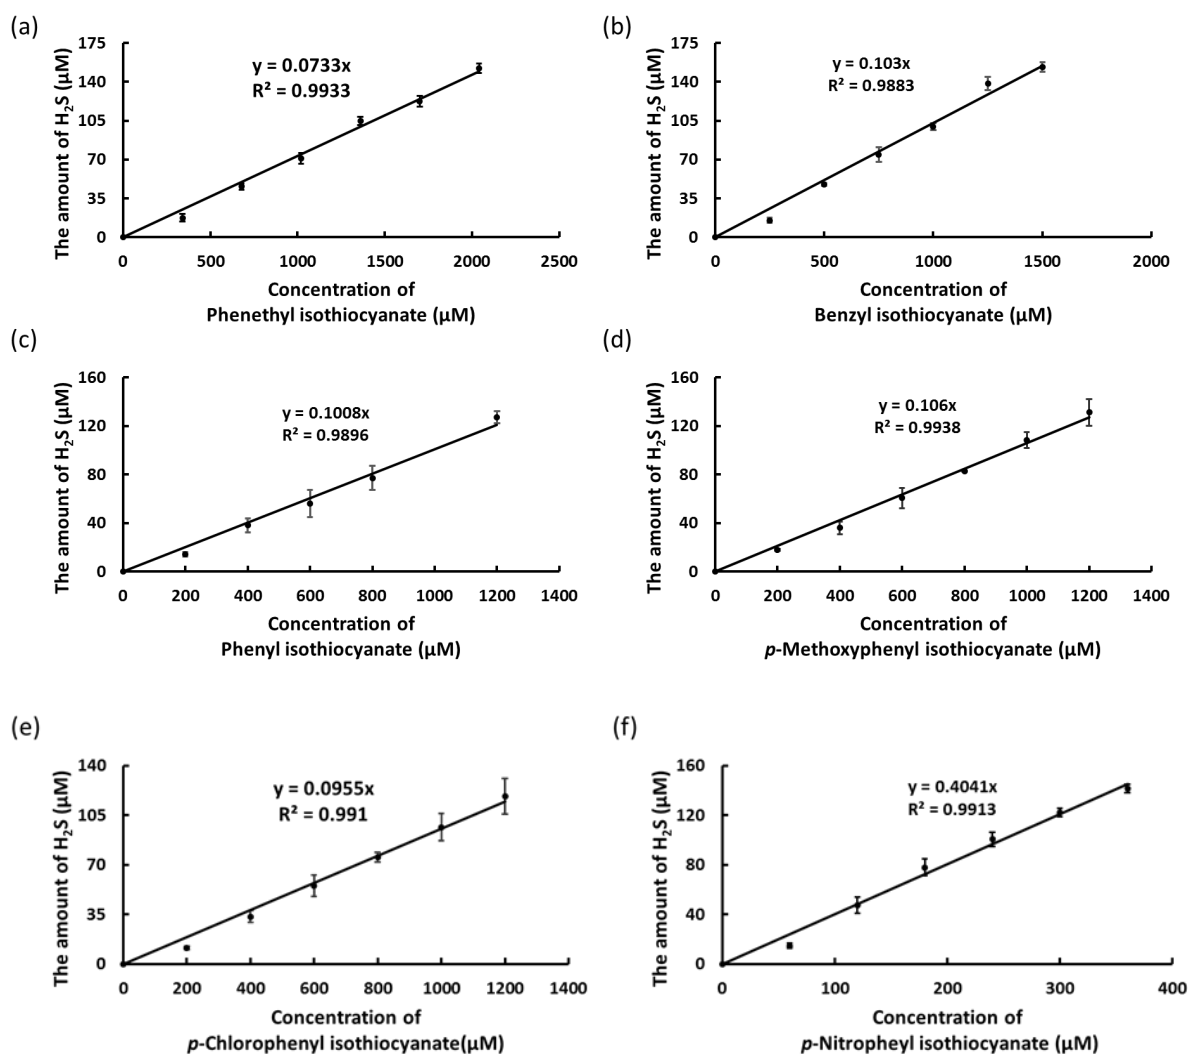 (a)
The amount of H₂S (µM)
175
140
105
70
35
0
y = 0.0733x
R² = 0.9933
0 500 1000 1500 2000 2500
Concentration of
Phenethyl isothiocyanate (µM)
(b)
The amount of H₂S (µM)
175
140
105
70
35
0
y = 0.103x
R² = 0.9883
0 500 1000 1500 2000
Concentration of
Benzyl isothiocyanate (µM)
(c)
The amount of H₂S (µM)
160
120
80
40
0
y = 0.1008x
R² = 0.9896
0 200 400 600 800 1000 1200 1400
Concentration of
Phenyl isothiocyanate (µM)
(d)
The amount of H₂S (µM)
160
120
80
40
0
y = 0.106x
R² = 0.9938
0 200 400 600 800 1000 1200 1400
Concentration of
p-Methoxyphenyl isothiocyanate (µM)
(e)
The amount of H₂S (µM)
140
105
70
35
0
y = 0.0955x
R² = 0.991
0 200 400 600 800 1000 1200 1400
Concentration of
p-Chlorophenyl isothiocyanate(µM)
(f)
The amount of H₂S (µM)
160
120
80
40
0
y = 0.4041x
R² = 0.9913
0 100 200 300 400
Concentration of
p-Nitropheyl isothiocyanate (µM)